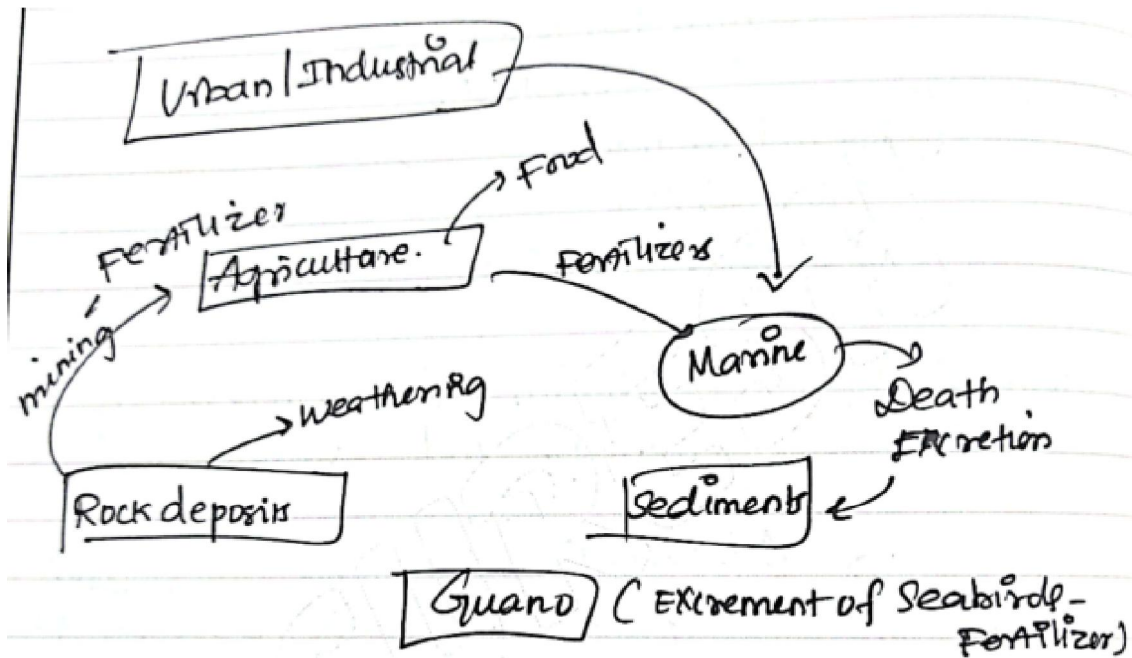 Urban/Industrial
Food
Fertilizer
Agriculture.
Fertilizers
mining
Marine
Weathering
Death
Excretion
Rock deposits
Sediments
Guano (Excrement of Seabirds-
Fertilizer)